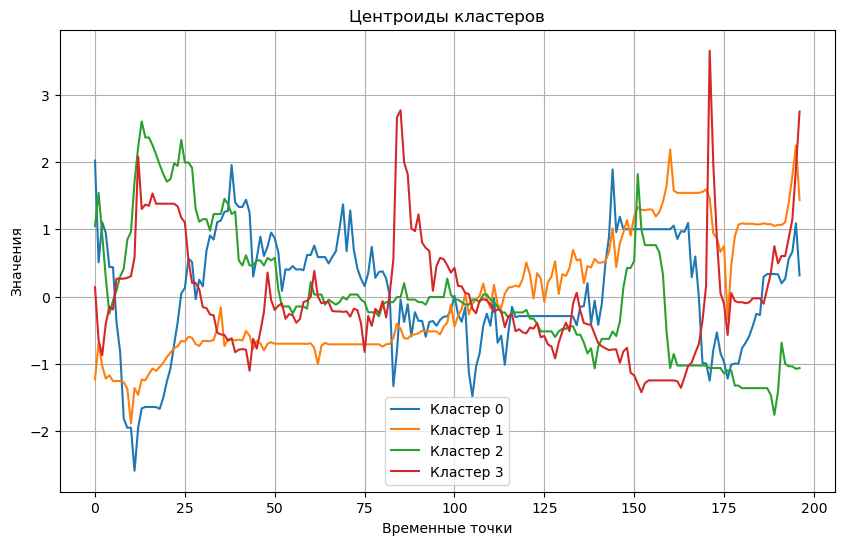 Центроиды кластеров
Значения
3
2
1
0
−1
−2
Кластер 0
Кластер 1
Кластер 2
Кластер 3
0
25
50
75
100
125
150
175
200
Временные точки